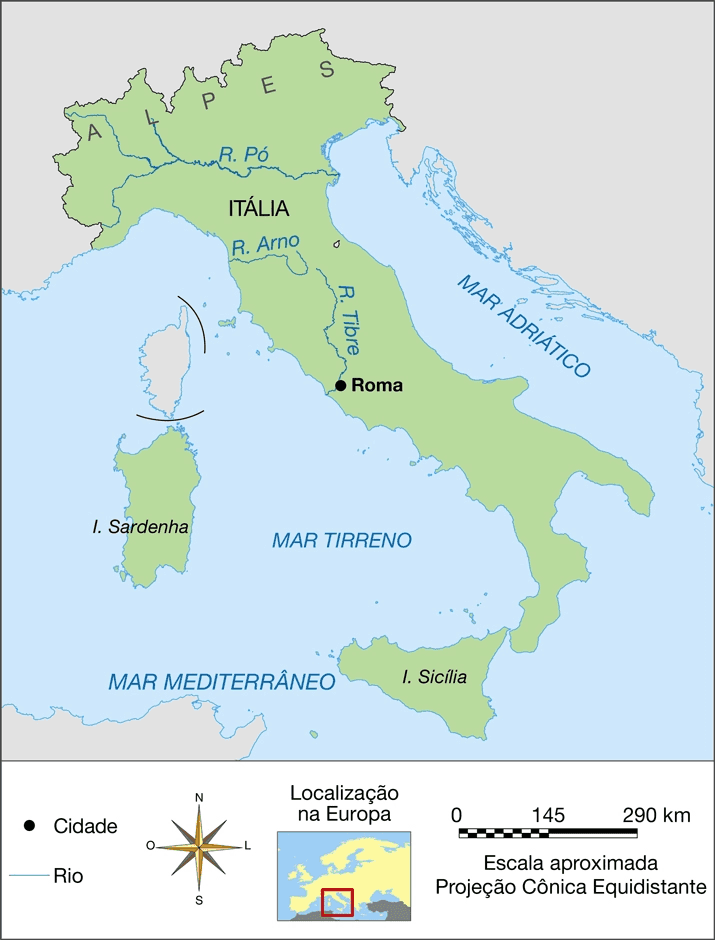 A L P E S
R. Pó
ITÁLIA
R. Arno
R. Tibre
MAR ADRIÁTICO
Roma
I. Sardenha
MAR TIRRENO
I. Sicília
MAR MEDITERRÂNEO
Cidade
Rio
N
O
L
S
Localização
na Europa
0 145 290 km
Escala aproximada
Projeção Cônica Equidistante